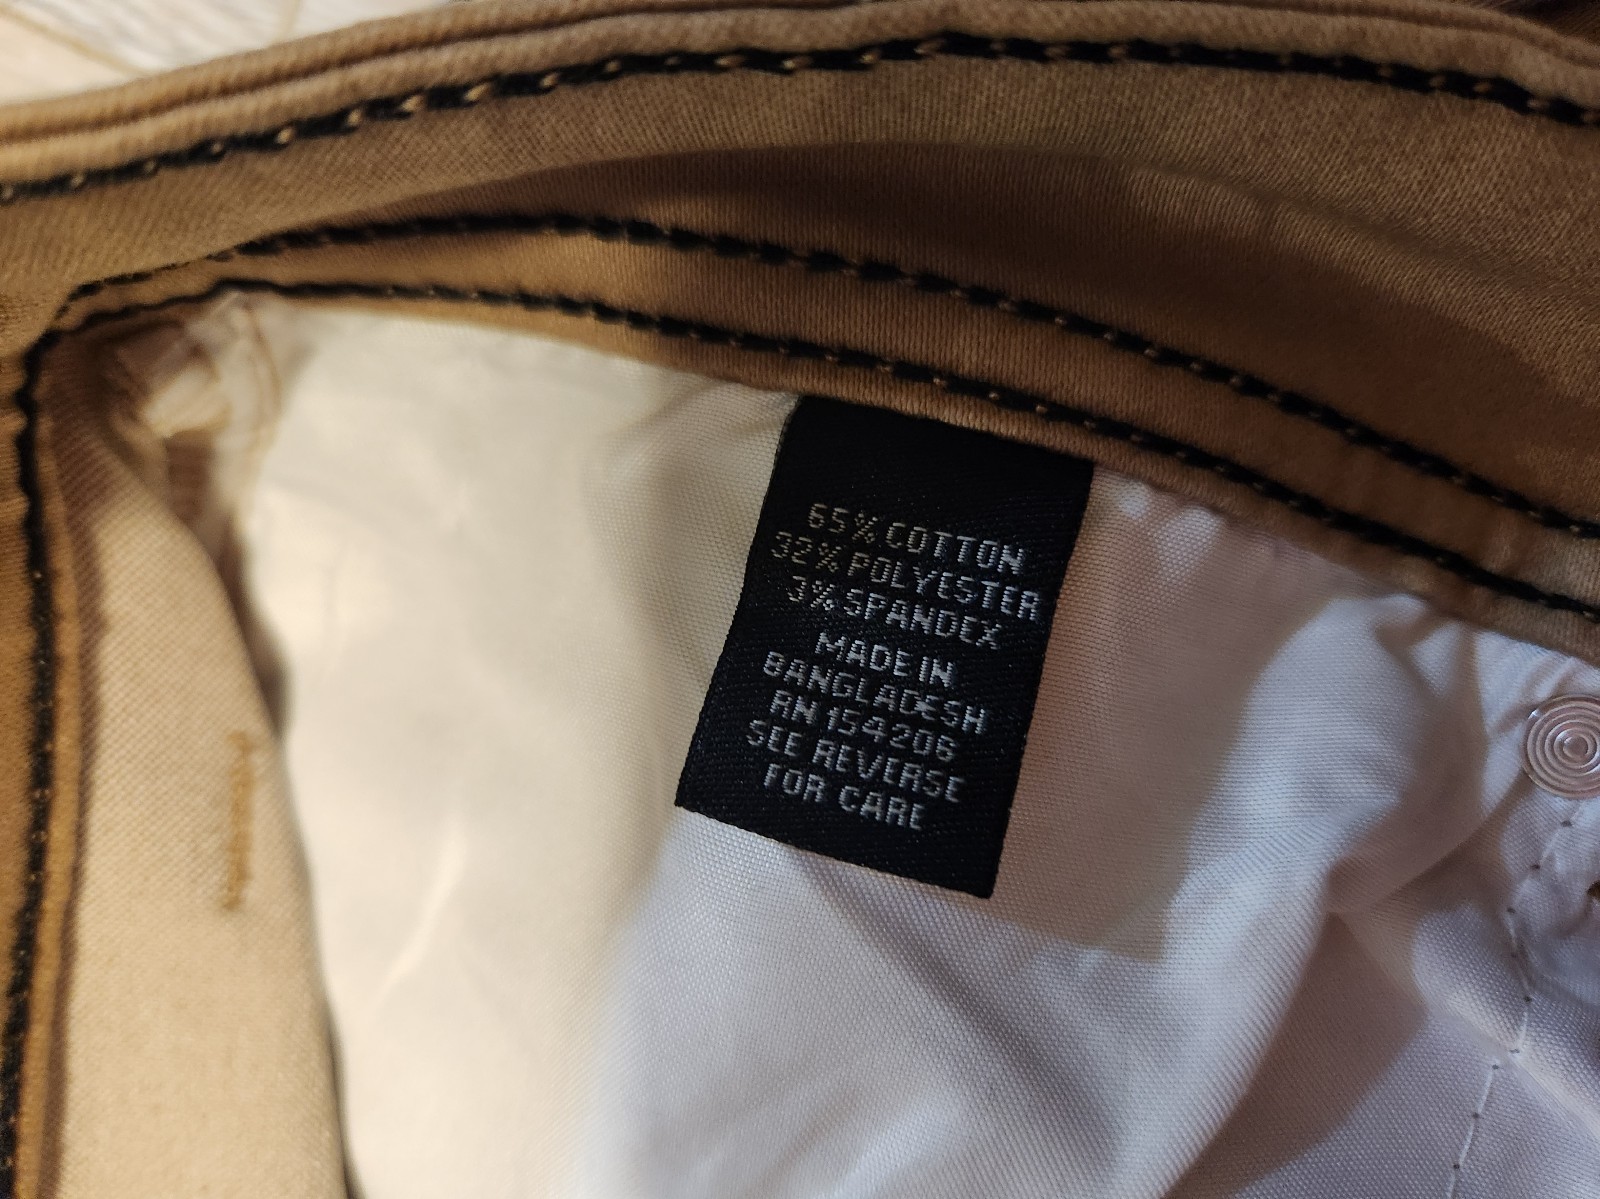 65% COTTON
32% POLYESTER
3% SPANDEX
MADE IN
BANGLADESH
RN 154206
SEE REVERSE
FOR CARE